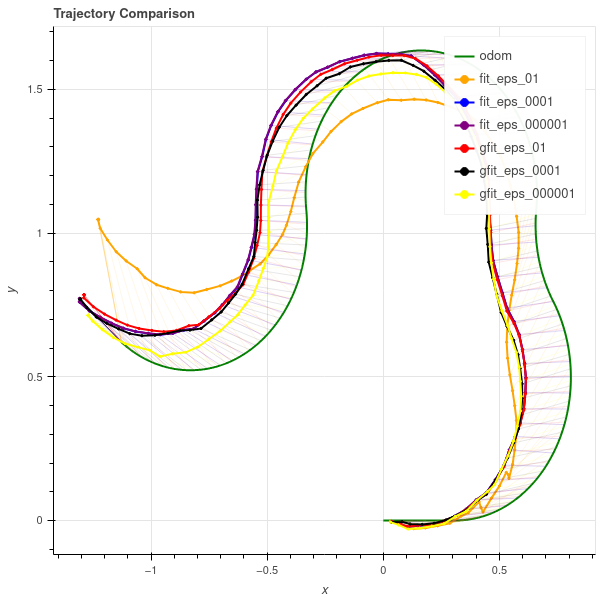 Trajectory Comparison
odom
fit_eps_01
fit_eps_0001
fit_eps_000001
gfit_eps_01
gfit_eps_0001
gfit_eps_000001
1.5
1
0.5
0
y
−1
−0.5
0
0.5
x